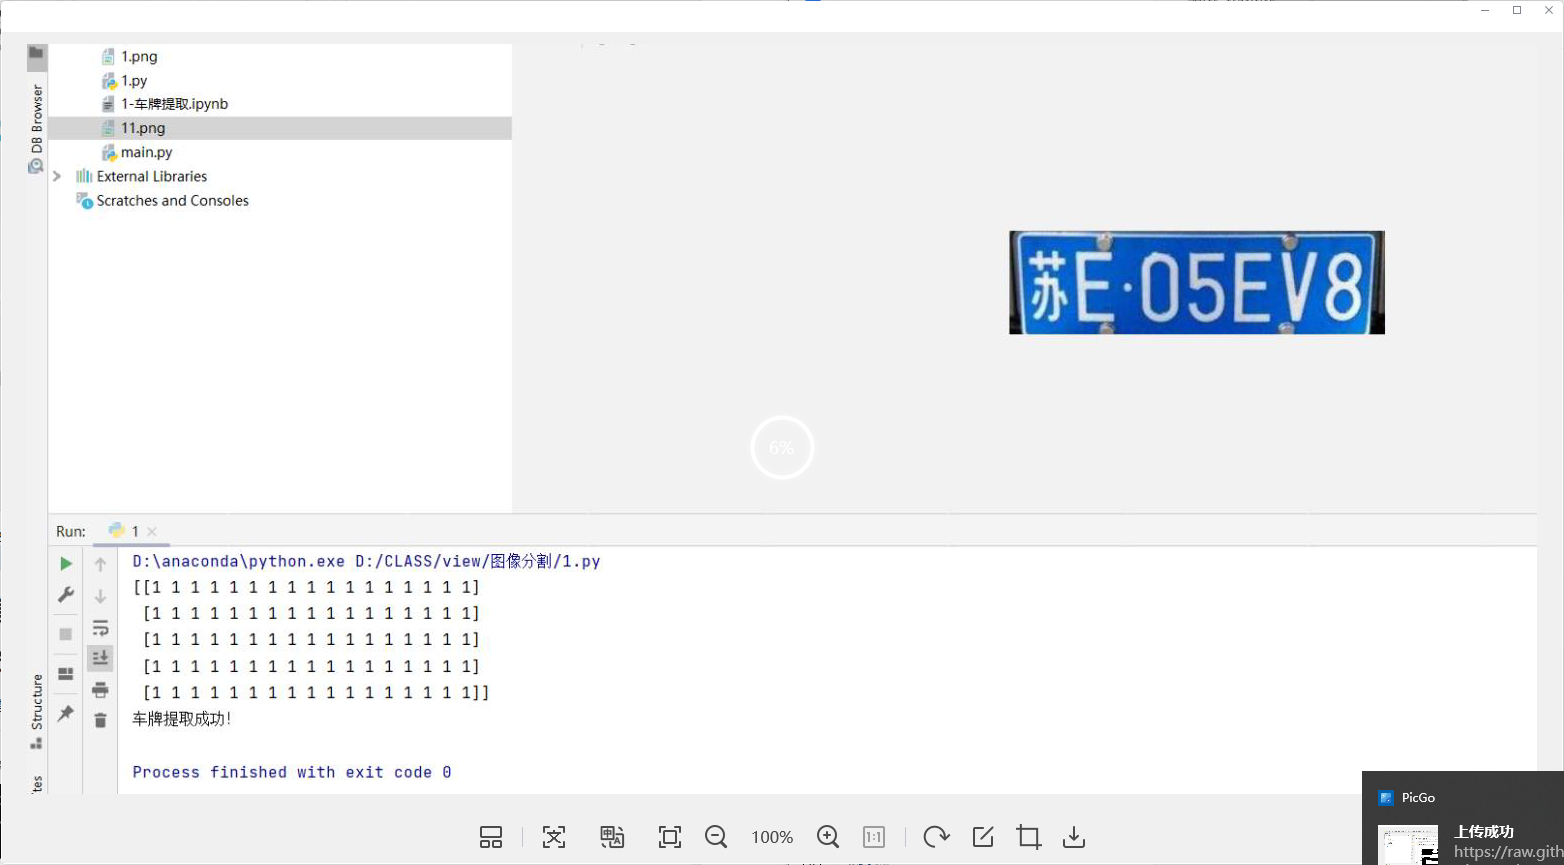 1.png
1.py
1-车牌提取.ipynb
11.png
main.py
External Libraries
Scratches and Consoles
DB Browser
苏E·05EV8
6%
Run: 1
D:\anaconda\python.exe D:/CLASS/view/图像分割/1.py
[[1 1 1 1 1 1 1 1 1 1 1 1 1 1 1 1 1]
[1 1 1 1 1 1 1 1 1 1 1 1 1 1 1 1 1]
[1 1 1 1 1 1 1 1 1 1 1 1 1 1 1 1 1]
[1 1 1 1 1 1 1 1 1 1 1 1 1 1 1 1 1]
[1 1 1 1 1 1 1 1 1 1 1 1 1 1 1 1 1]]
车牌提取成功!
Process finished with exit code 0
Structure
100%
1:1
PicGo
上传成功
https://raw.gith